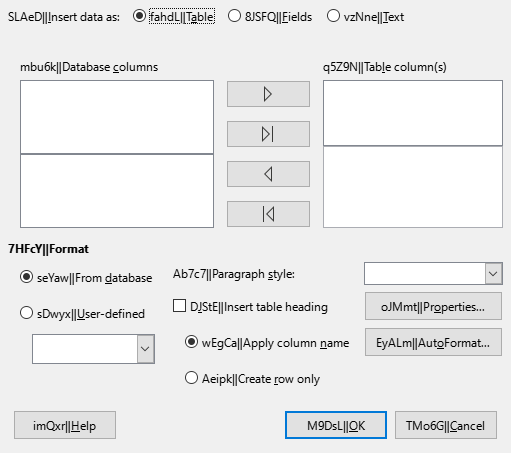 SLAeD||Insert data as: fahdL||Table 8JSFQ||Fields vzNne||Text
mbu6k||Database columns q5Z9N||Table column(s)
7HFcY||Format
seYaw||From database Ab7c7||Paragraph style:
sDwyx||User-defined DJStE||Insert table heading oJMmt||Properties...
wEgCa||Apply column name EyALm||AutoFormat...
Aeipk||Create row only
imQxr||Help M9DsL||OK TMo6G||Cancel